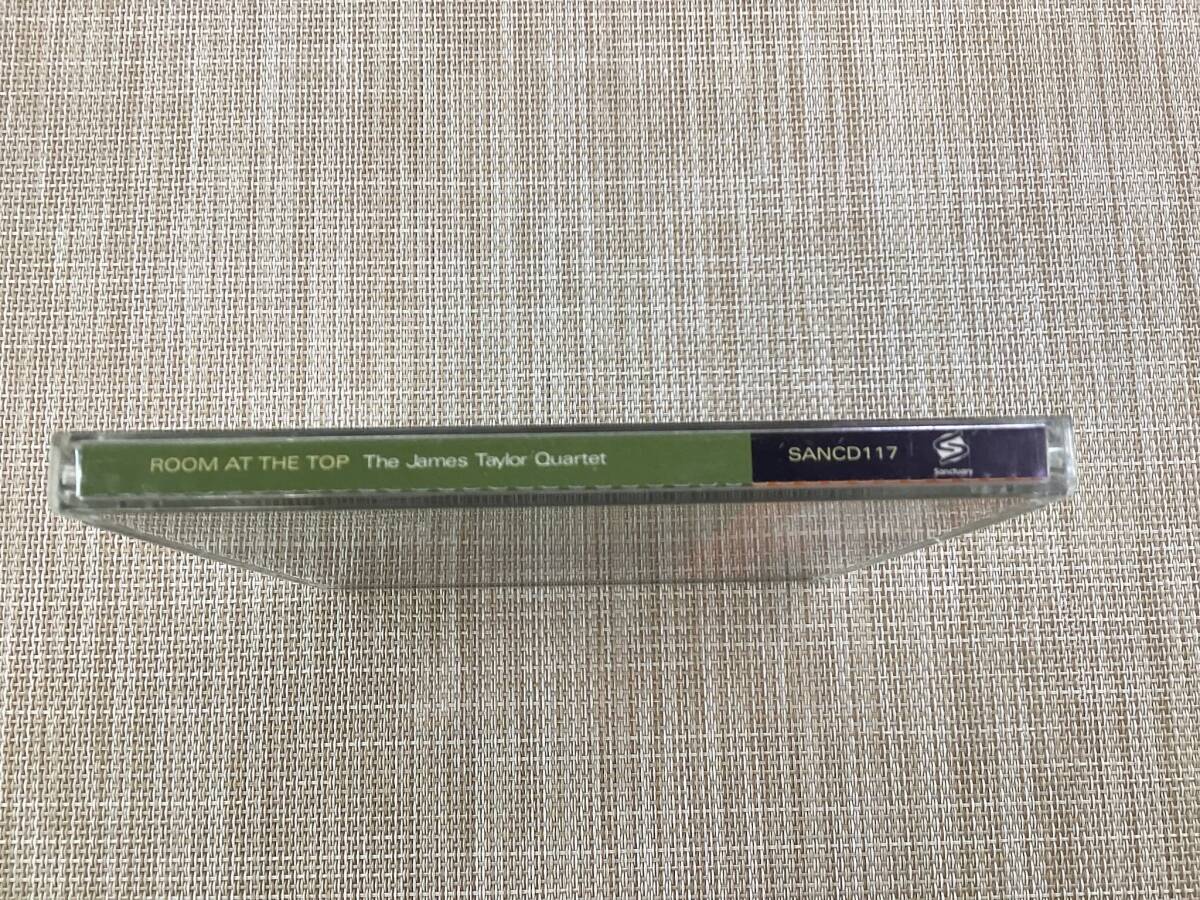 ROOM AT THE TOP The James Taylor Quartet SANCD117
Sanctuary